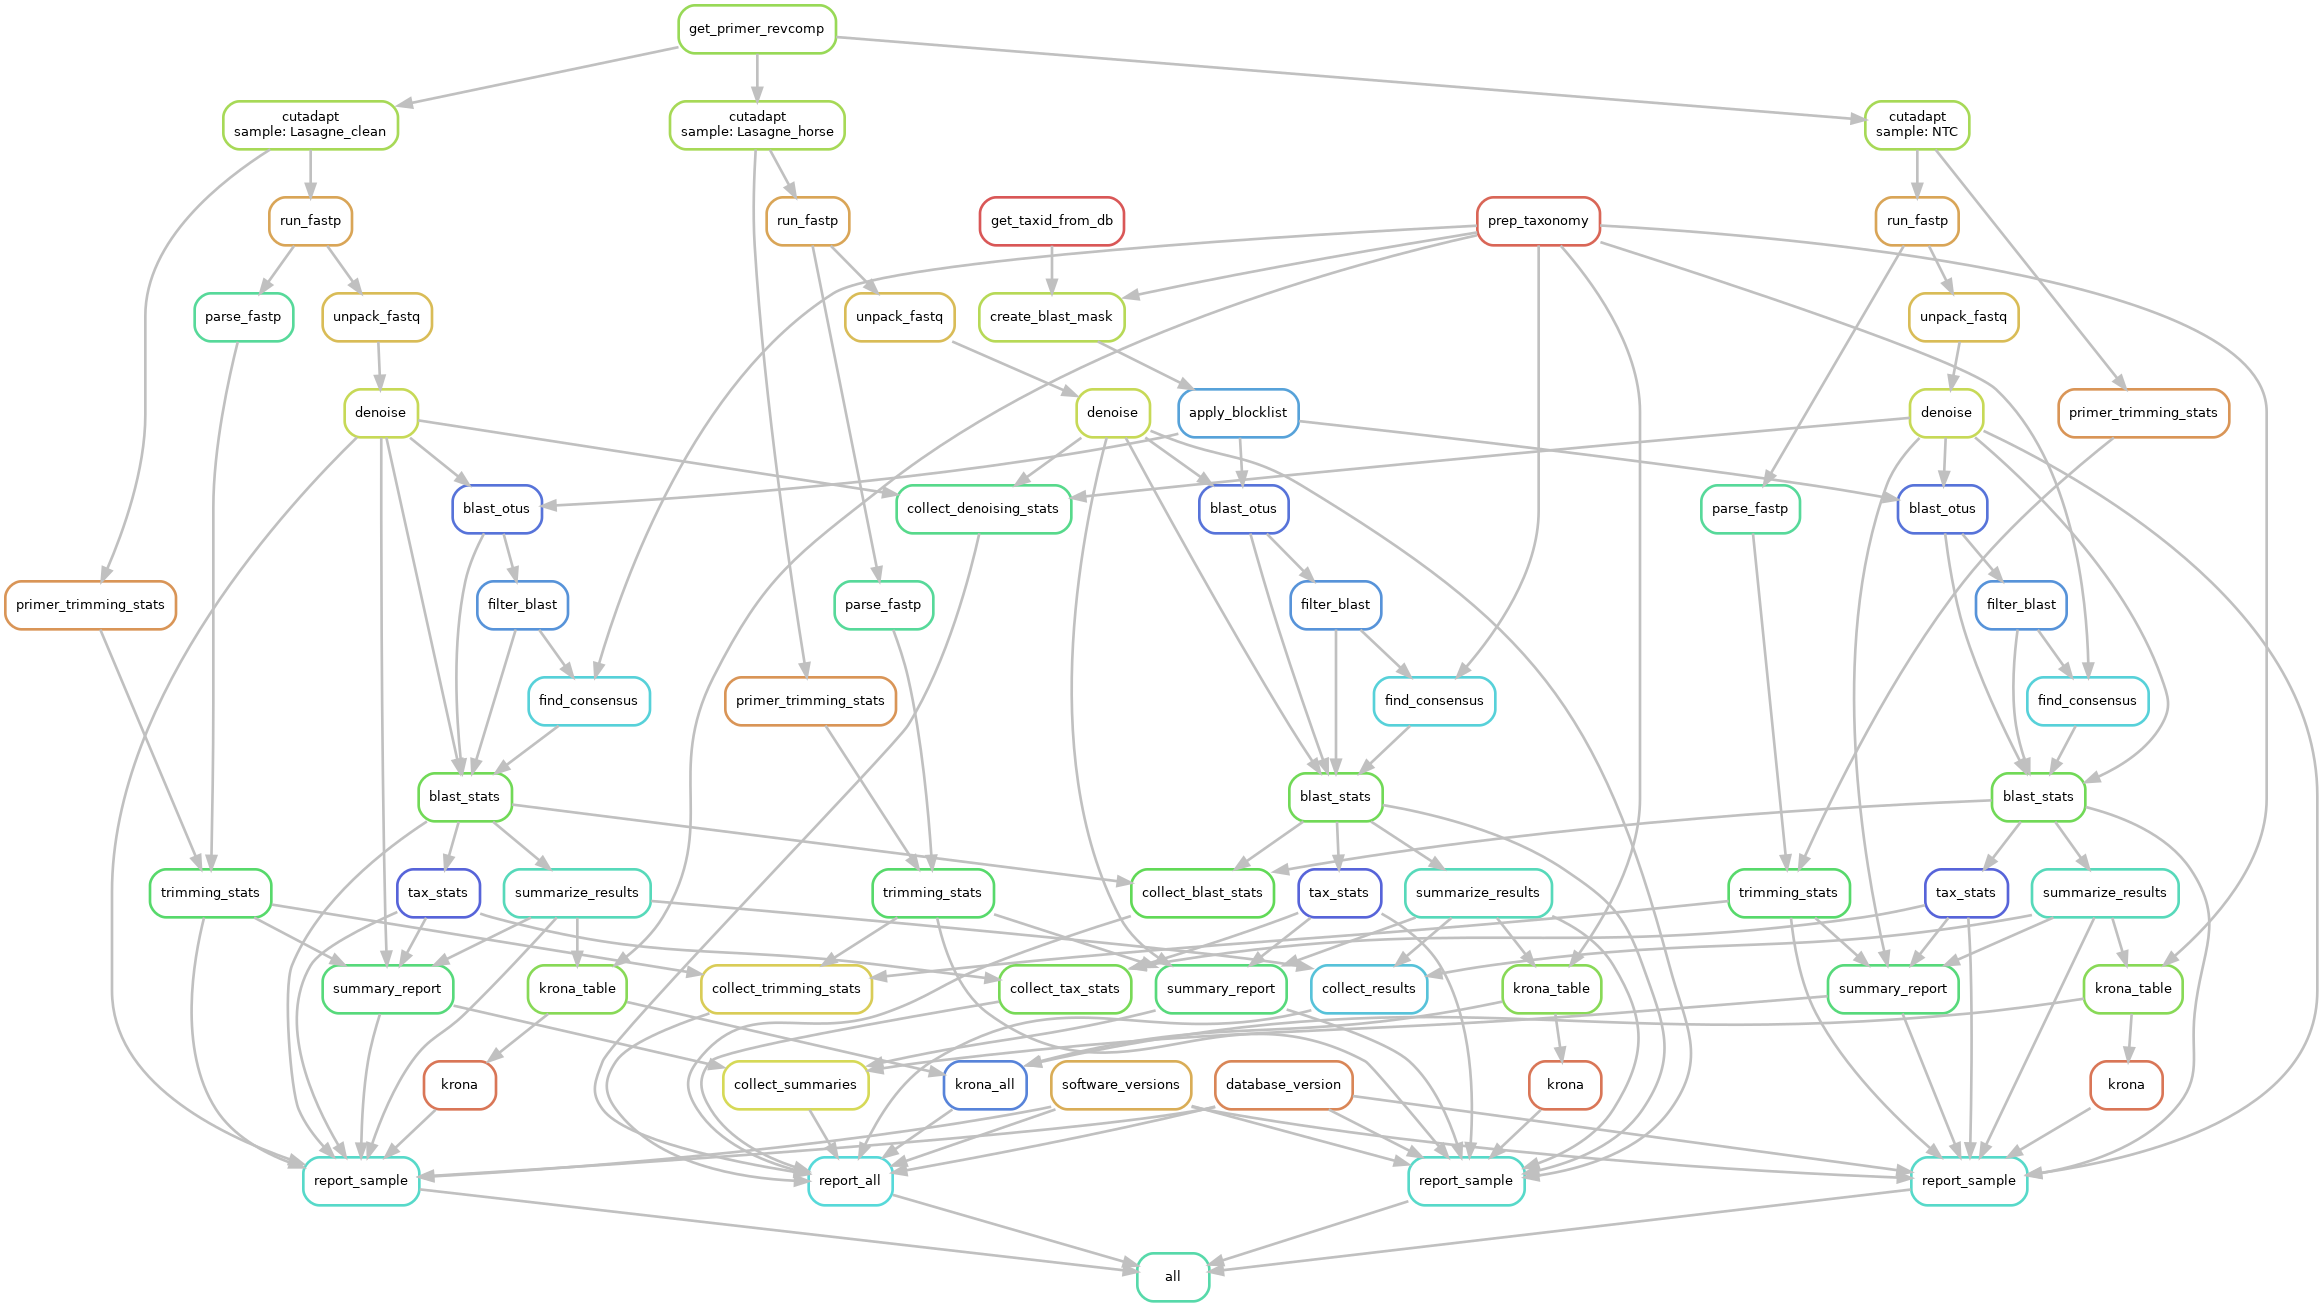 get_primer_revcomp
cutadapt
sample: Lasagne_clean
cutadapt
sample: Lasagne_horse
cutadapt
sample: NTC
run_fastp
run_fastp
get_taxid_from_db
prep_taxonomy
run_fastp
parse_fastp
unpack_fastq
unpack_fastq
create_blast_mask
unpack_fastq
denoise
denoise
apply_blocklist
denoise
primer_trimming_stats
blast_otus
collect_denoising_stats
blast_otus
parse_fastp
blast_otus
primer_trimming_stats
filter_blast
parse_fastp
filter_blast
filter_blast
find_consensus
primer_trimming_stats
find_consensus
find_consensus
blast_stats
blast_stats
blast_stats
trimming_stats
tax_stats
summarize_results
trimming_stats
collect_blast_stats
tax_stats
summarize_results
trimming_stats
tax_stats
summarize_results
summary_report
krona_table
collect_trimming_stats
collect_tax_stats
summary_report
collect_results
krona_table
summary_report
krona_table
krona
collect_summaries
krona_all
software_versions
database_version
krona
krona
report_sample
report_all
report_sample
report_sample
all